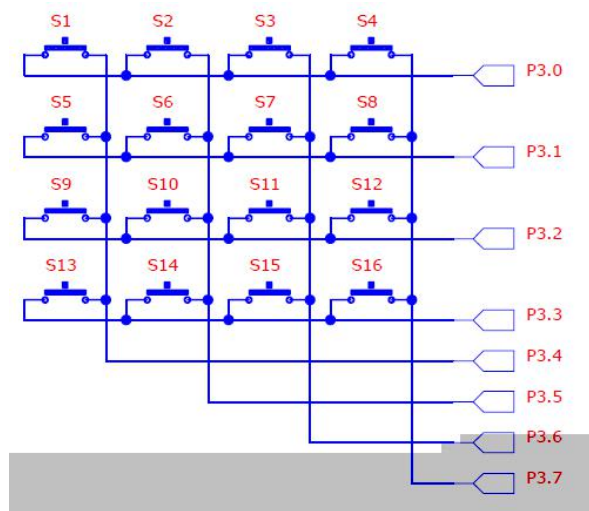 S1 S2 S3 S4
P3.0
S5 S6 S7 S8
P3.1
S9 S10 S11 S12
P3.2
S13 S14 S15 S16
P3.3
P3.4
P3.5
P3.6
P3.7